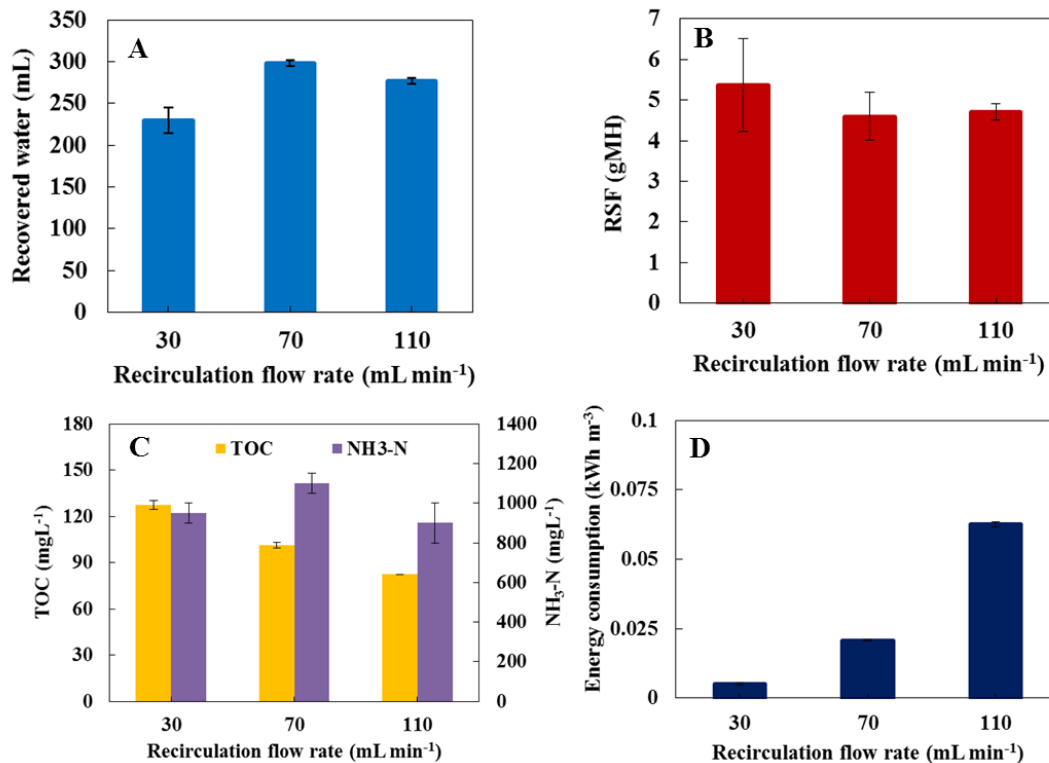 A
Recovered water (mL)
350
300
250
200
150
100
50
0
30 70 110
Recirculation flow rate (mL min⁻¹)
B
RSF (gMH)
7
6
5
4
3
2
1
0
30 70 110
Recirculation flow rate (mL min⁻¹)
C
TOC NH3-N
TOC (mgL⁻¹)
180
150
120
90
60
30
0
NH₃-N (mgL⁻¹)
1400
1200
1000
800
600
400
200
0
30 70 110
Recirculation flow rate (mL min⁻¹)
D
Energy consumption (kWh m⁻³)
0.1
0.075
0.05
0.025
0
30 70 110
Recirculation flow rate (mL min⁻¹)